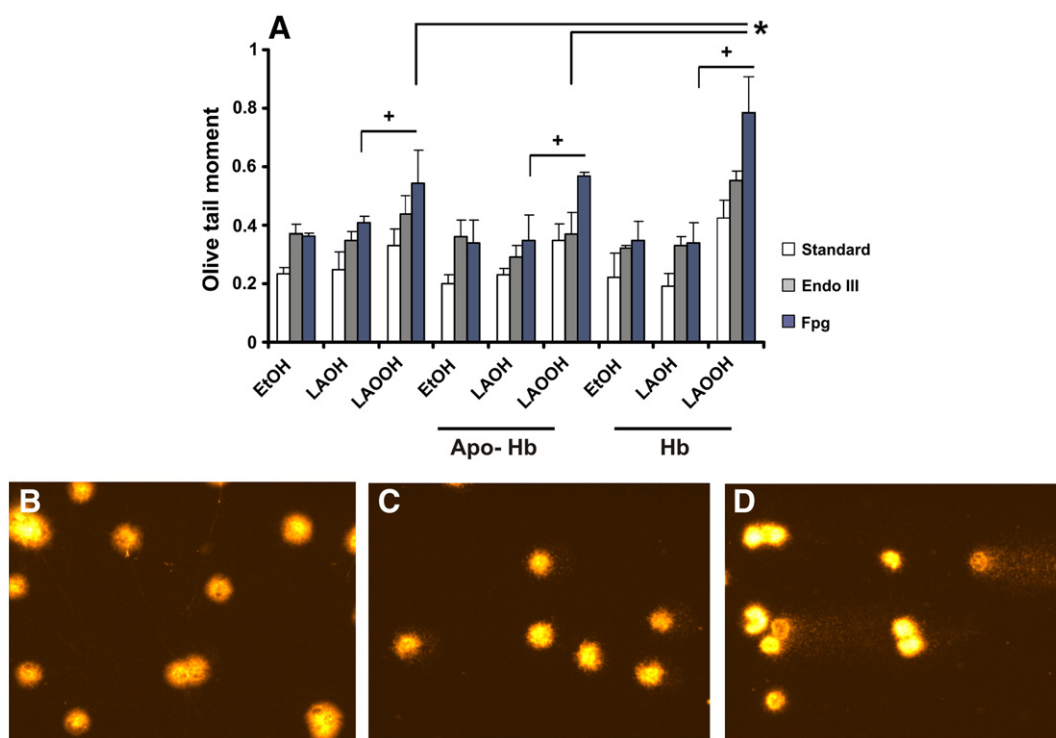 A
*
+
+
+
1
0.8
0.6
0.4
0.2
0
Olive tail moment
Standard
Endo III
Fpg
EtOH
LAOH
LAOOH
EtOH
LAOH
LAOOH
EtOH
LAOH
LAOOH
Apo- Hb
Hb
B
C
D